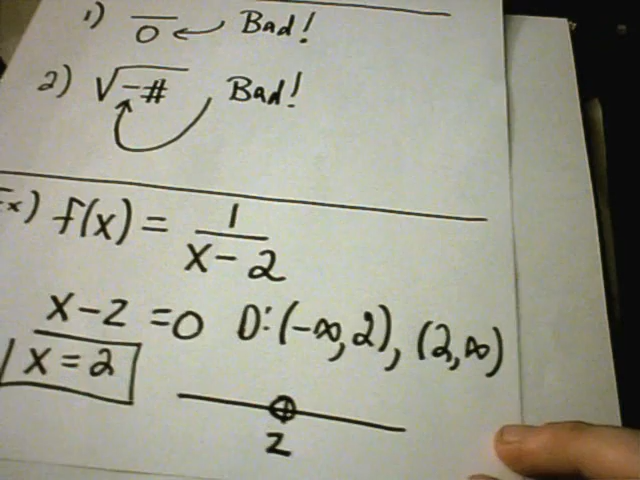 1) —/0 Bad!
2) √-# Bad!
Ex) f(x) = 1/(x-2)
x-2 = 0 D: (-∞,2), (2,∞)
x = 2
2